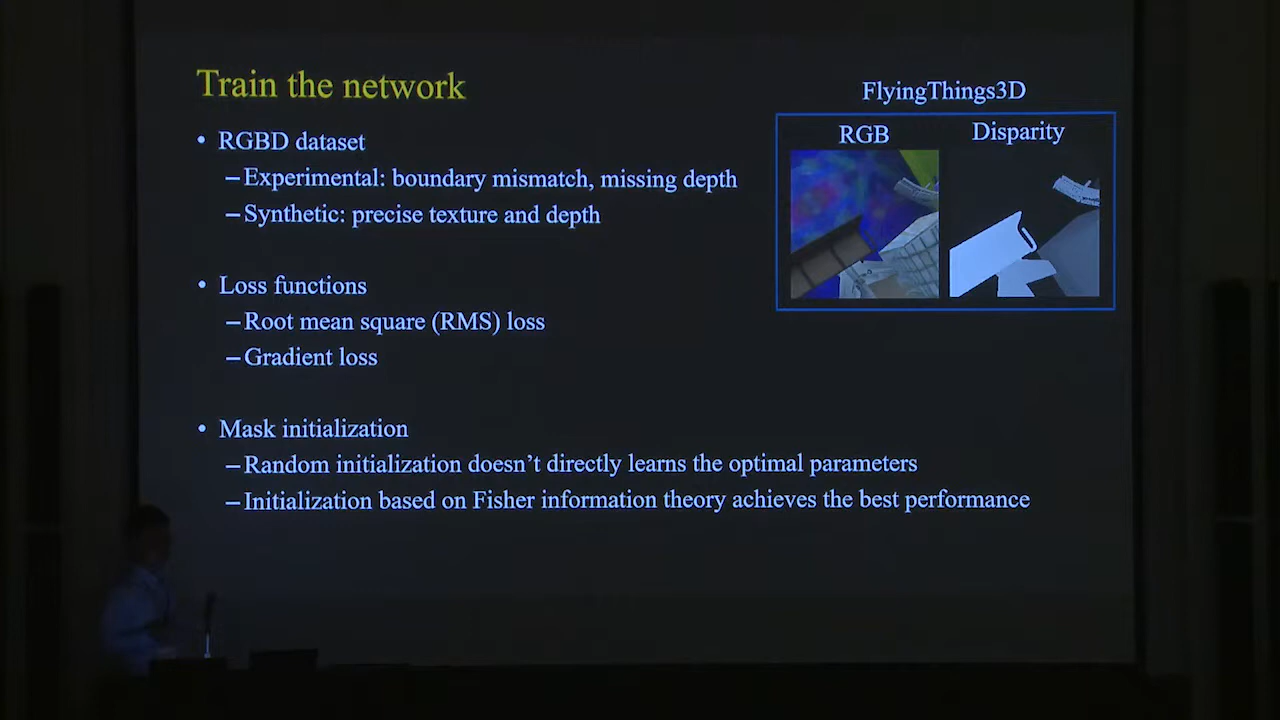 Train the network
• RGBD dataset
–Experimental: boundary mismatch, missing depth
–Synthetic: precise texture and depth
• Loss functions
–Root mean square (RMS) loss
–Gradient loss
• Mask initialization
–Random initialization doesn't directly learns the optimal parameters
–Initialization based on Fisher information theory achieves the best performance
FlyingThings3D
RGB
Disparity